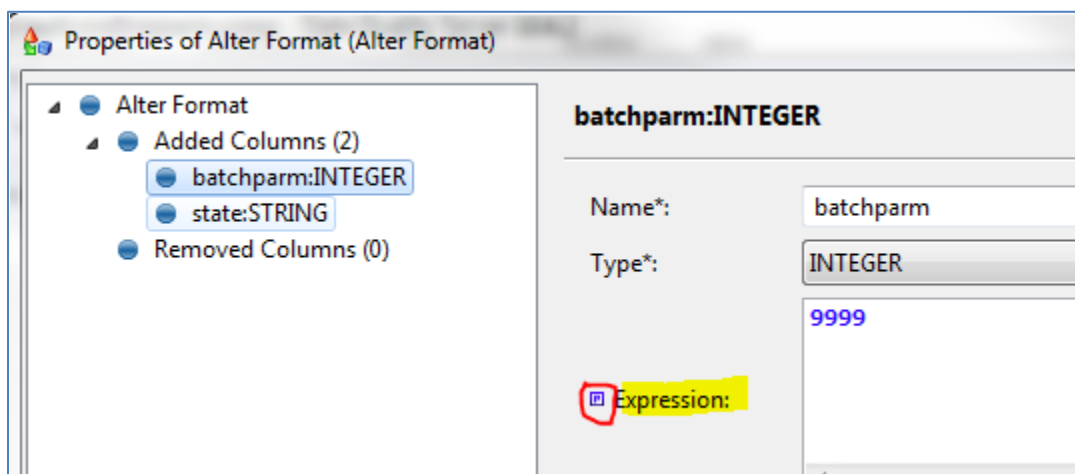 Properties of Alter Format (Alter Format)
Alter Format
Added Columns (2)
batchparm:INTEGER
state:STRING
Removed Columns (0)
batchparm:INTEGER
Name*:
batchparm
Type*:
INTEGER
9999
Expression: